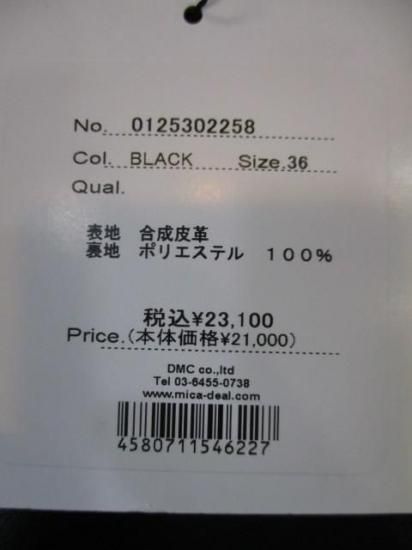 No. 0125302258
Col. BLACK Size.36
Qual.
表地 合成皮革
裏地 ポリエステル 100%
税込¥23,100
Price.(本体価格¥21,000)
DMC co.,ltd
Tel 03-6455-0738
www.mica-deal.com
4580711546227